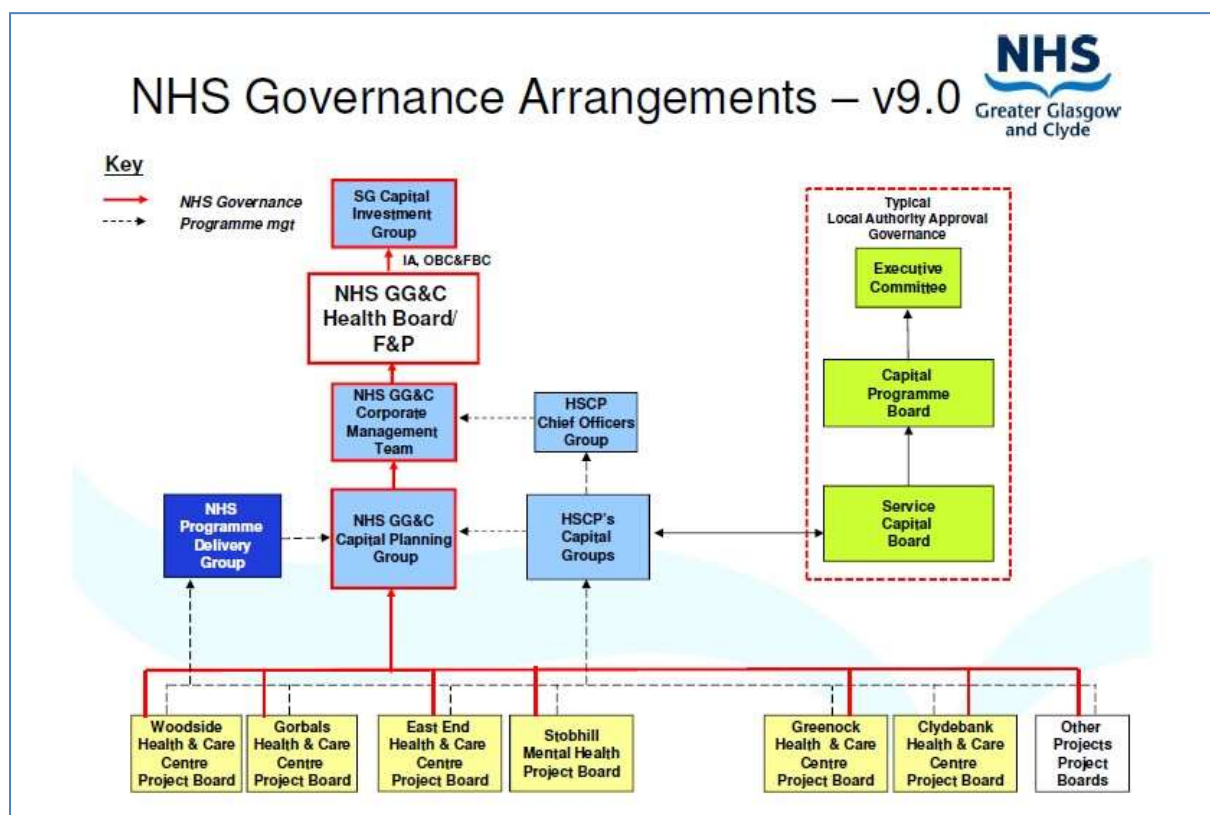 NHS Governance Arrangements – v9.0
NHS
Greater Glasgow
and Clyde
Key
NHS Governance
Programme mgt
SG Capital
Investment
Group
IA, OBC&FBC
NHS GG&C
Health Board/
F&P
NHS GG&C
Corporate
Management
Team
HSCP
Chief Officers
Group
NHS
Programme
Delivery
Group
NHS GG&C
Capital Planning
Group
HSCP's
Capital
Groups
Typical
Local Authority Approval
Governance
Executive
Committee
Capital
Programme
Board
Service
Capital
Board
Woodside
Health & Care
Centre
Project Board
Gorbals
Health & Care
Centre
Project Board
East End
Health & Care
Centre
Project Board
Stobhill
Mental Health
Project Board
Greenock
Health & Care
Centre
Project Board
Clydebank
Health & Care
Centre
Project Board
Other
Projects
Project
Boards